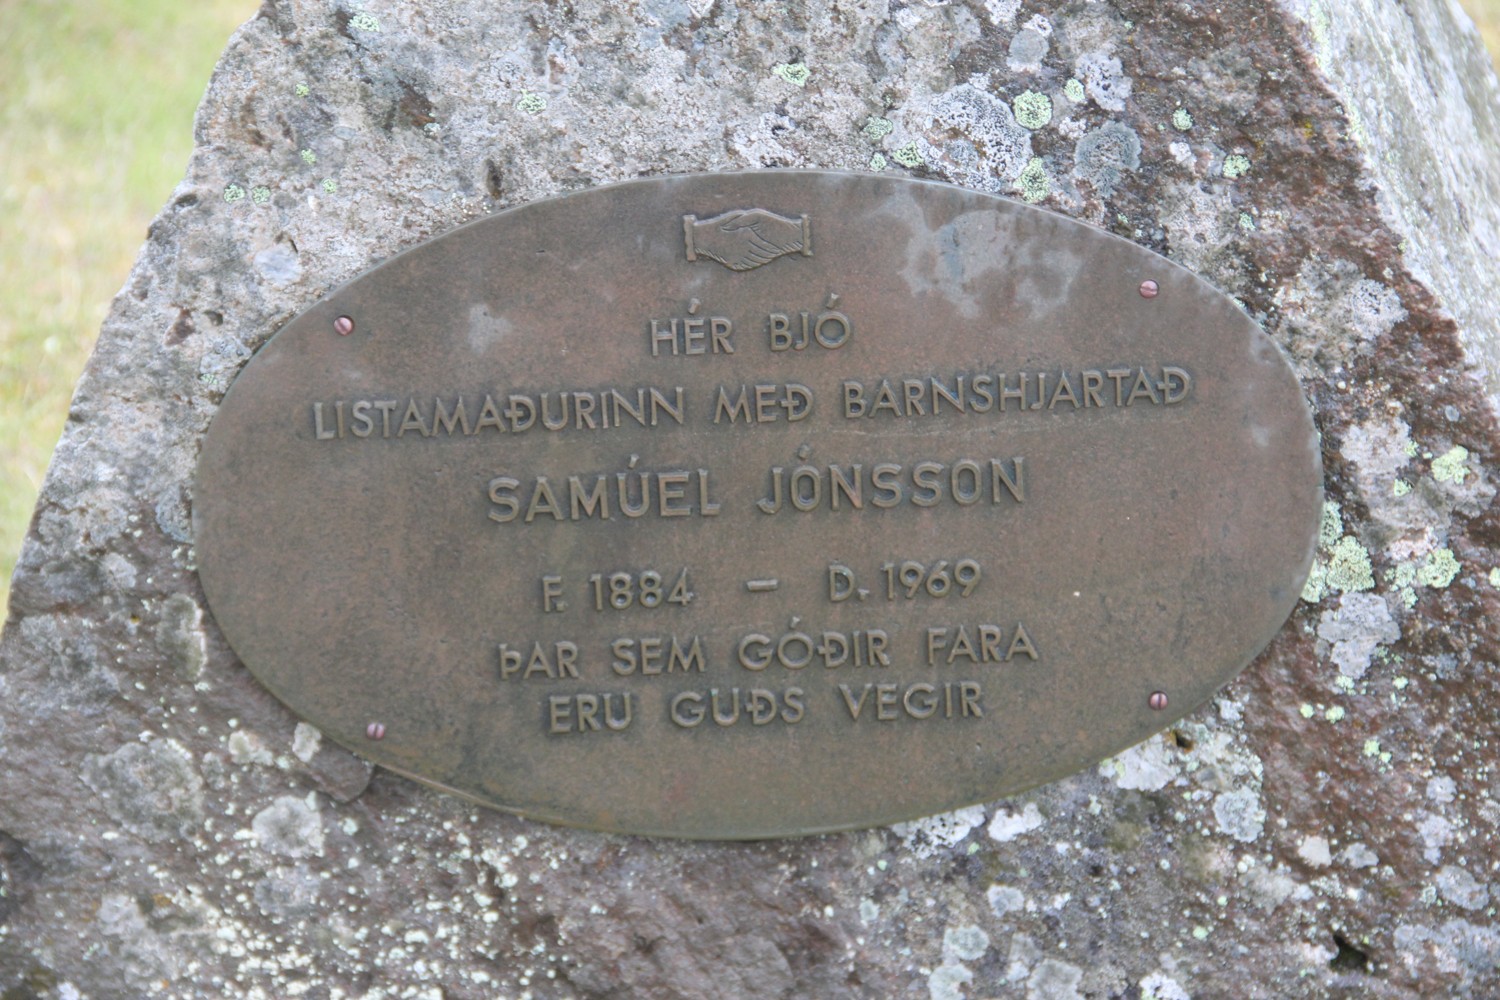 HÉR BJÓ
LISTAMAÐURINN MEÐ BARNSHJARTAÐ
SAMÚEL JÓNSSON
F. 1884 – D. 1969
ÞAR SEM GÓÐIR FARA
ERU GUÐS VEGIR